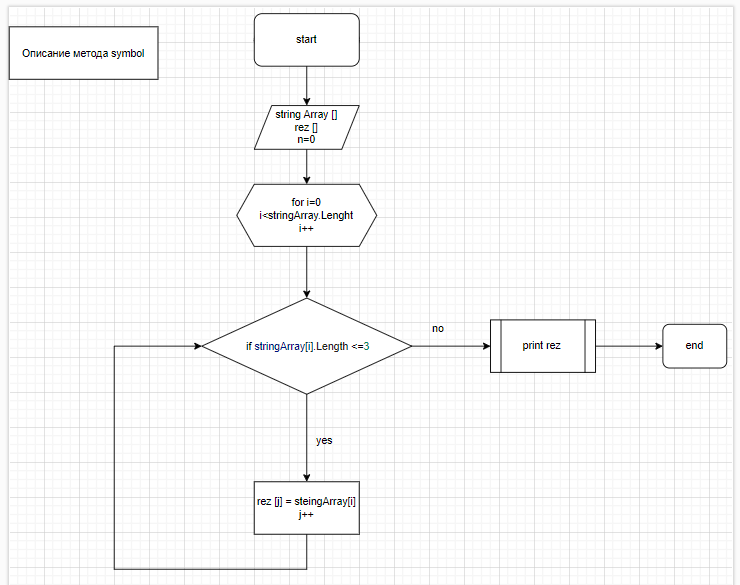 Описание метода symbol
start
string Array []
rez []
n=0
for i=0
i<stringArray.Lenght
i++
if stringArray[i].Length <=3
no
print rez
end
yes
rez [j] = steingArray[i]
j++